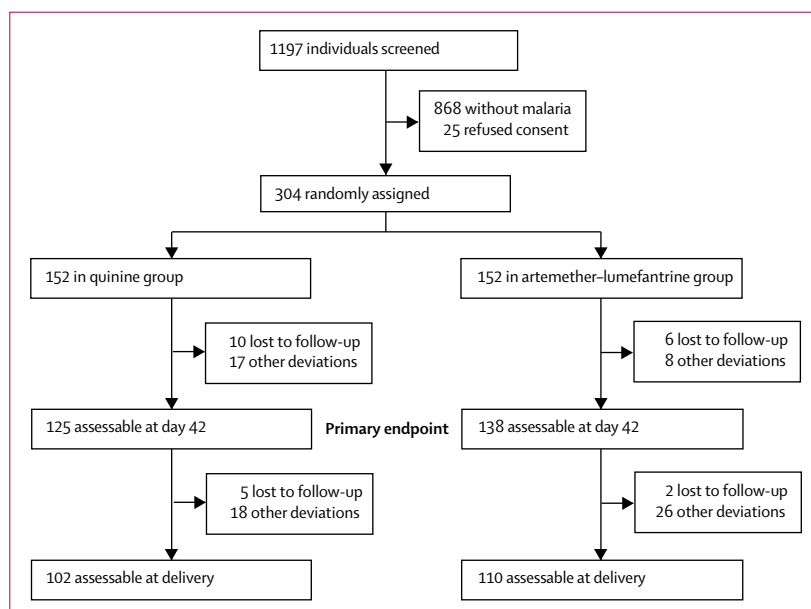 1197 individuals screened
868 without malaria
25 refused consent
304 randomly assigned
152 in quinine group
152 in artemether–lumefantrine group
10 lost to follow-up
17 other deviations
6 lost to follow-up
8 other deviations
125 assessable at day 42
Primary endpoint
138 assessable at day 42
5 lost to follow-up
18 other deviations
2 lost to follow-up
26 other deviations
102 assessable at delivery
110 assessable at delivery